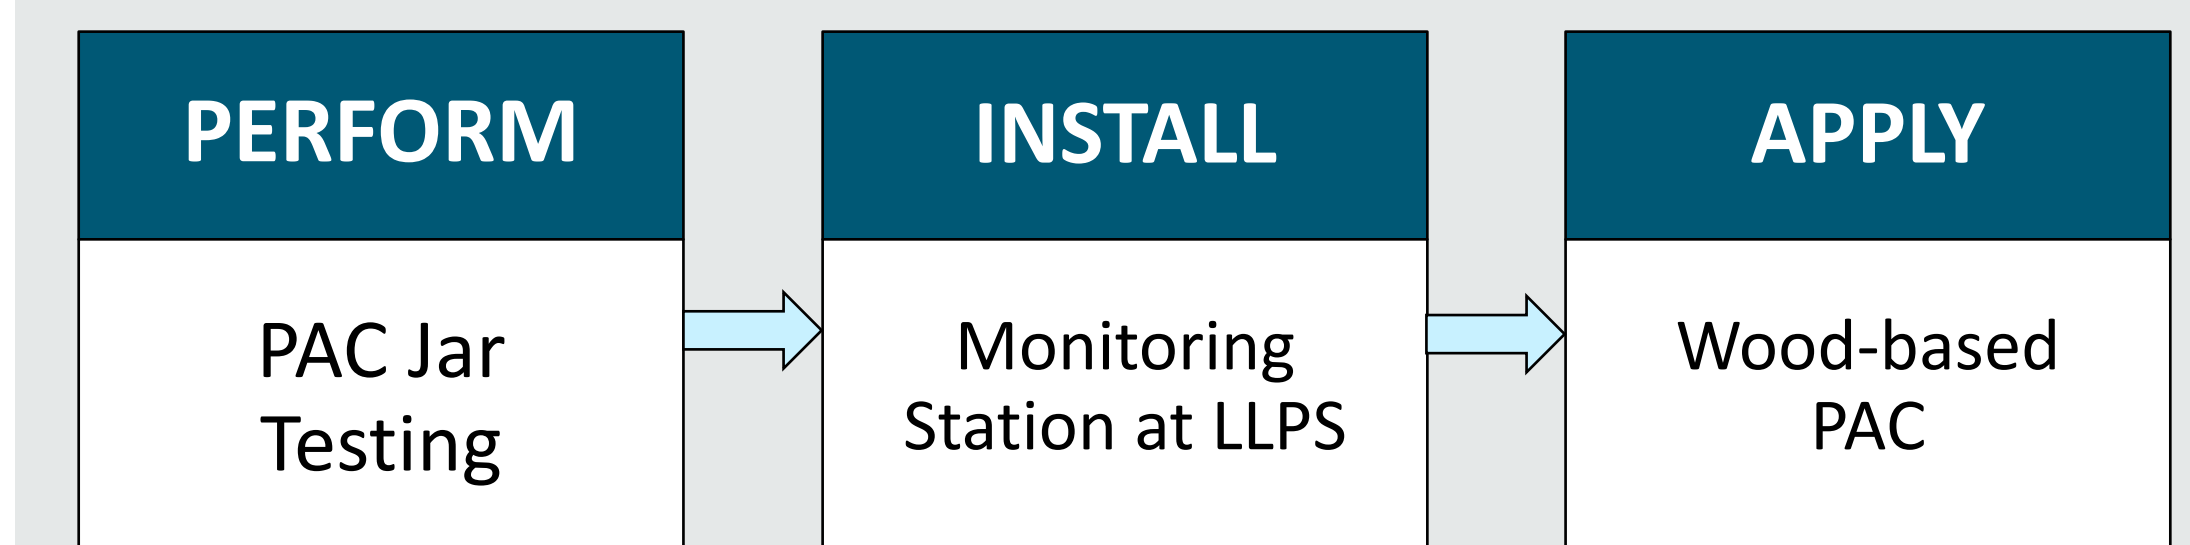 PERFORM
PAC Jar
Testing
INSTALL
Monitoring
Station at LLPS
APPLY
Wood-based
PAC